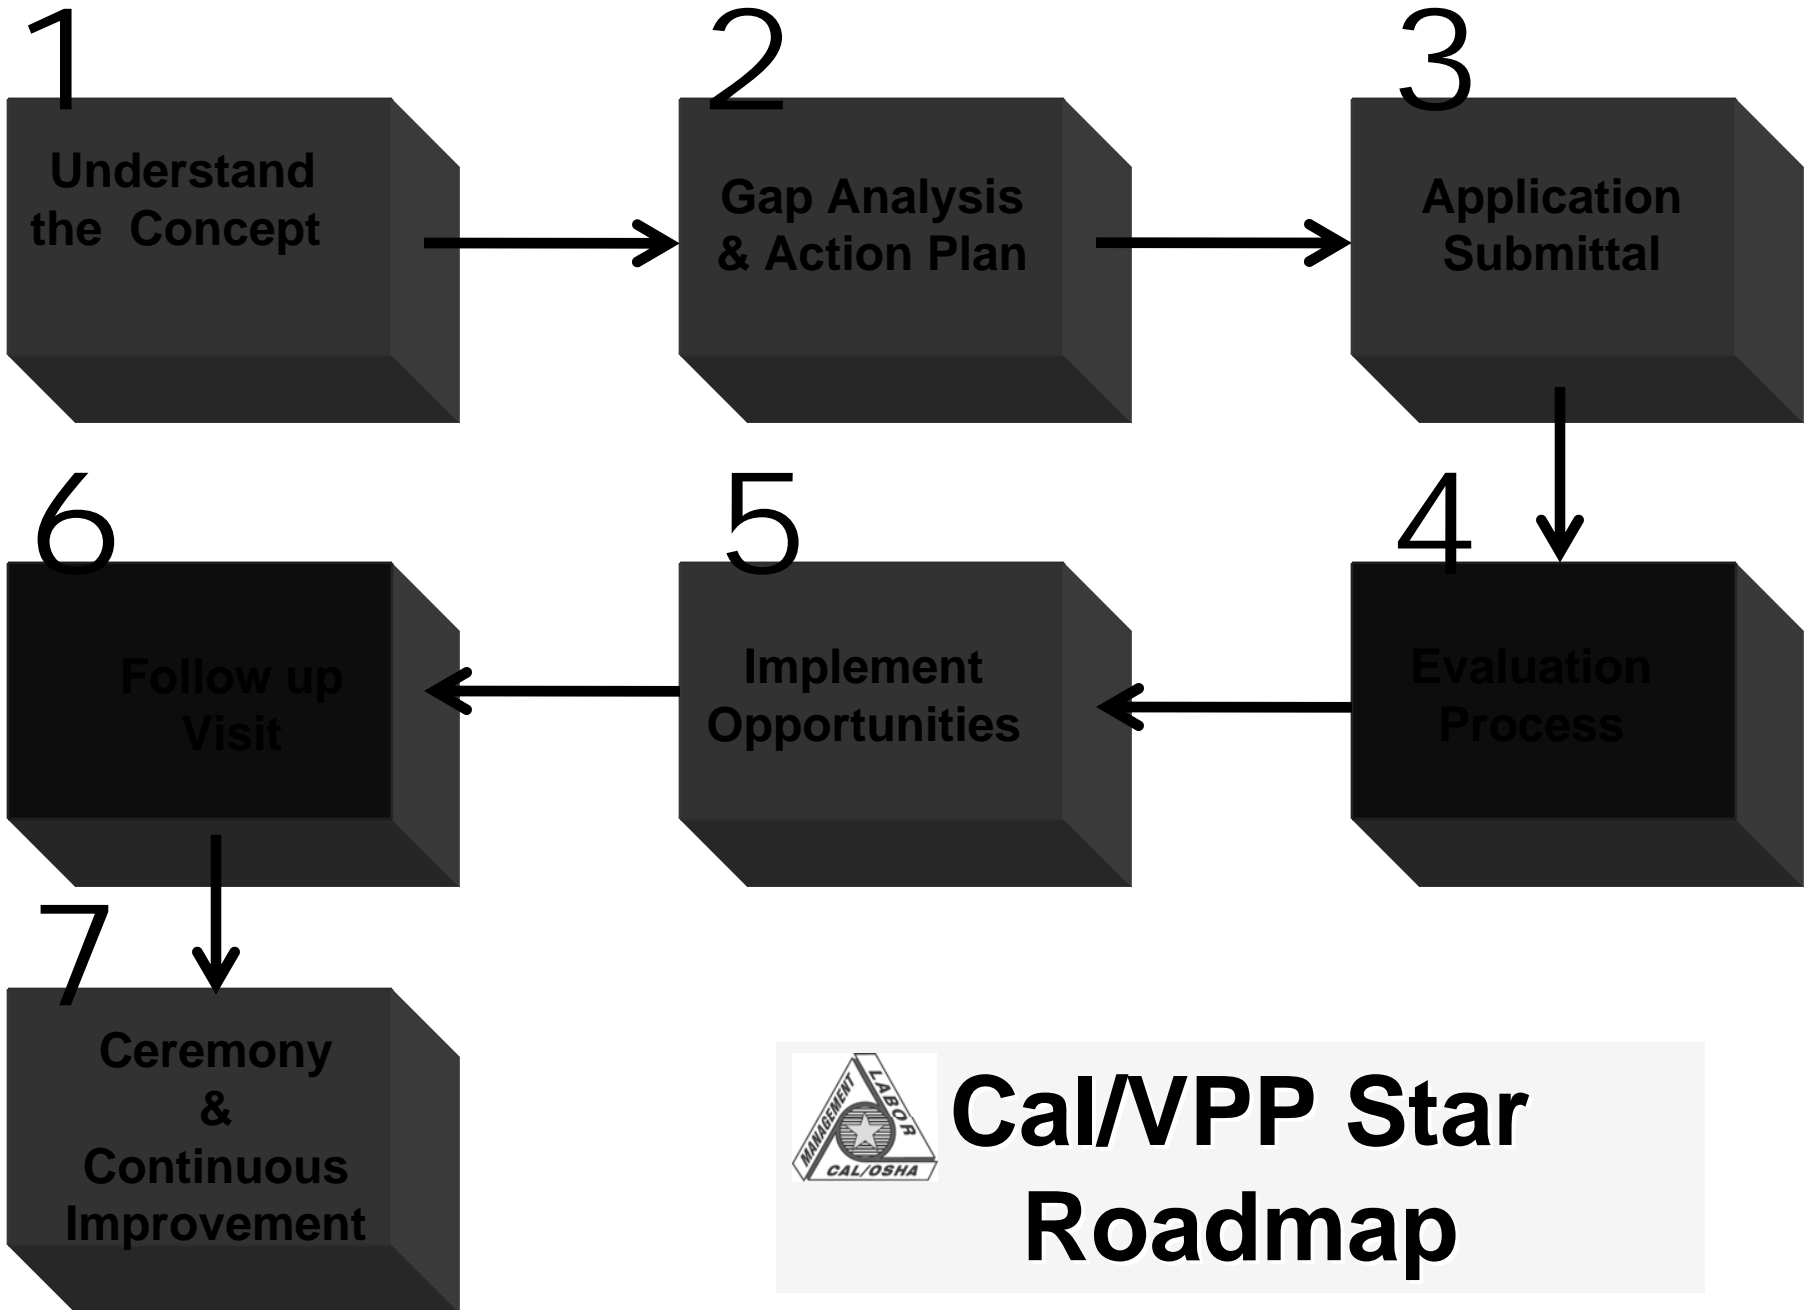 1
Understand
the Concept
2
Gap Analysis
& Action Plan
3
Application
Submittal
4
Evaluation
Process
5
Implement
Opportunities
6
Follow up
Visit
7
Ceremony
&
Continuous
Improvement
MANAGEMENT
LABOR
CAL/OSHA
Cal/VPP Star
Roadmap